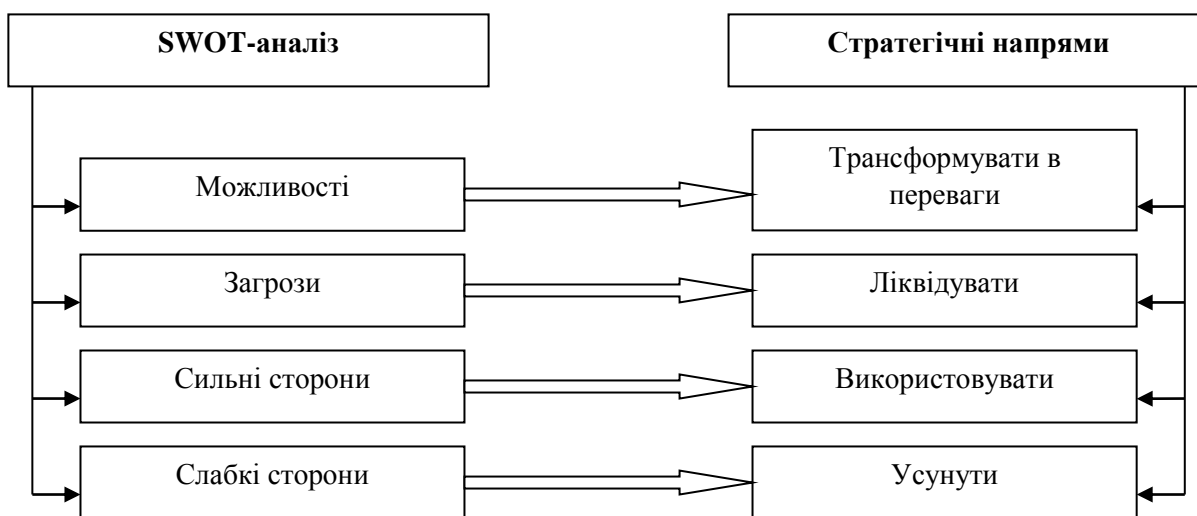 SWOT-аналіз
Стратегічні напрями
Можливості
Трансформувати в
переваги
Загрози
Ліквідувати
Сильні сторони
Використовувати
Слабкі сторони
Усунути